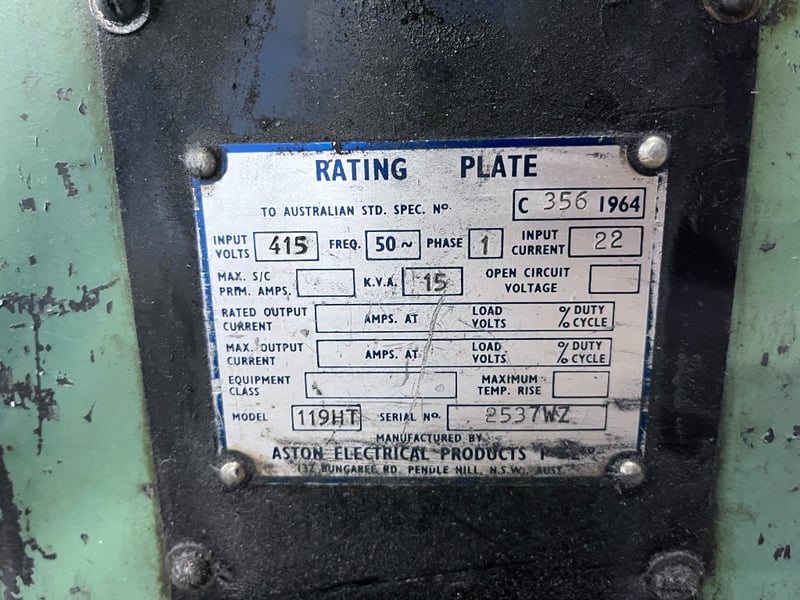 RATING PLATE
TO AUSTRALIAN STD. SPEC. Nº. C 356 1964
INPUT VOLTS 415 FREQ. 50~ PHASE 1 INPUT CURRENT 22
MAX. S/C PRIM. AMPS. K.V.A. 15 OPEN CIRCUIT VOLTAGE
RATED OUTPUT CURRENT AMPS. AT LOAD VOLTS % DUTY CYCLE
MAX. OUTPUT CURRENT AMPS. AT LOAD VOLTS % DUTY CYCLE
EQUIPMENT CLASS MAXIMUM TEMP. RISE
MODEL 119HT SERIAL Nº. 2537WZ
MANUFACTURED BY
ASTON ELECTRICAL PRODUCTS
132 BUNGAREE RD. PENDLE HILL, N.S.W. AUST